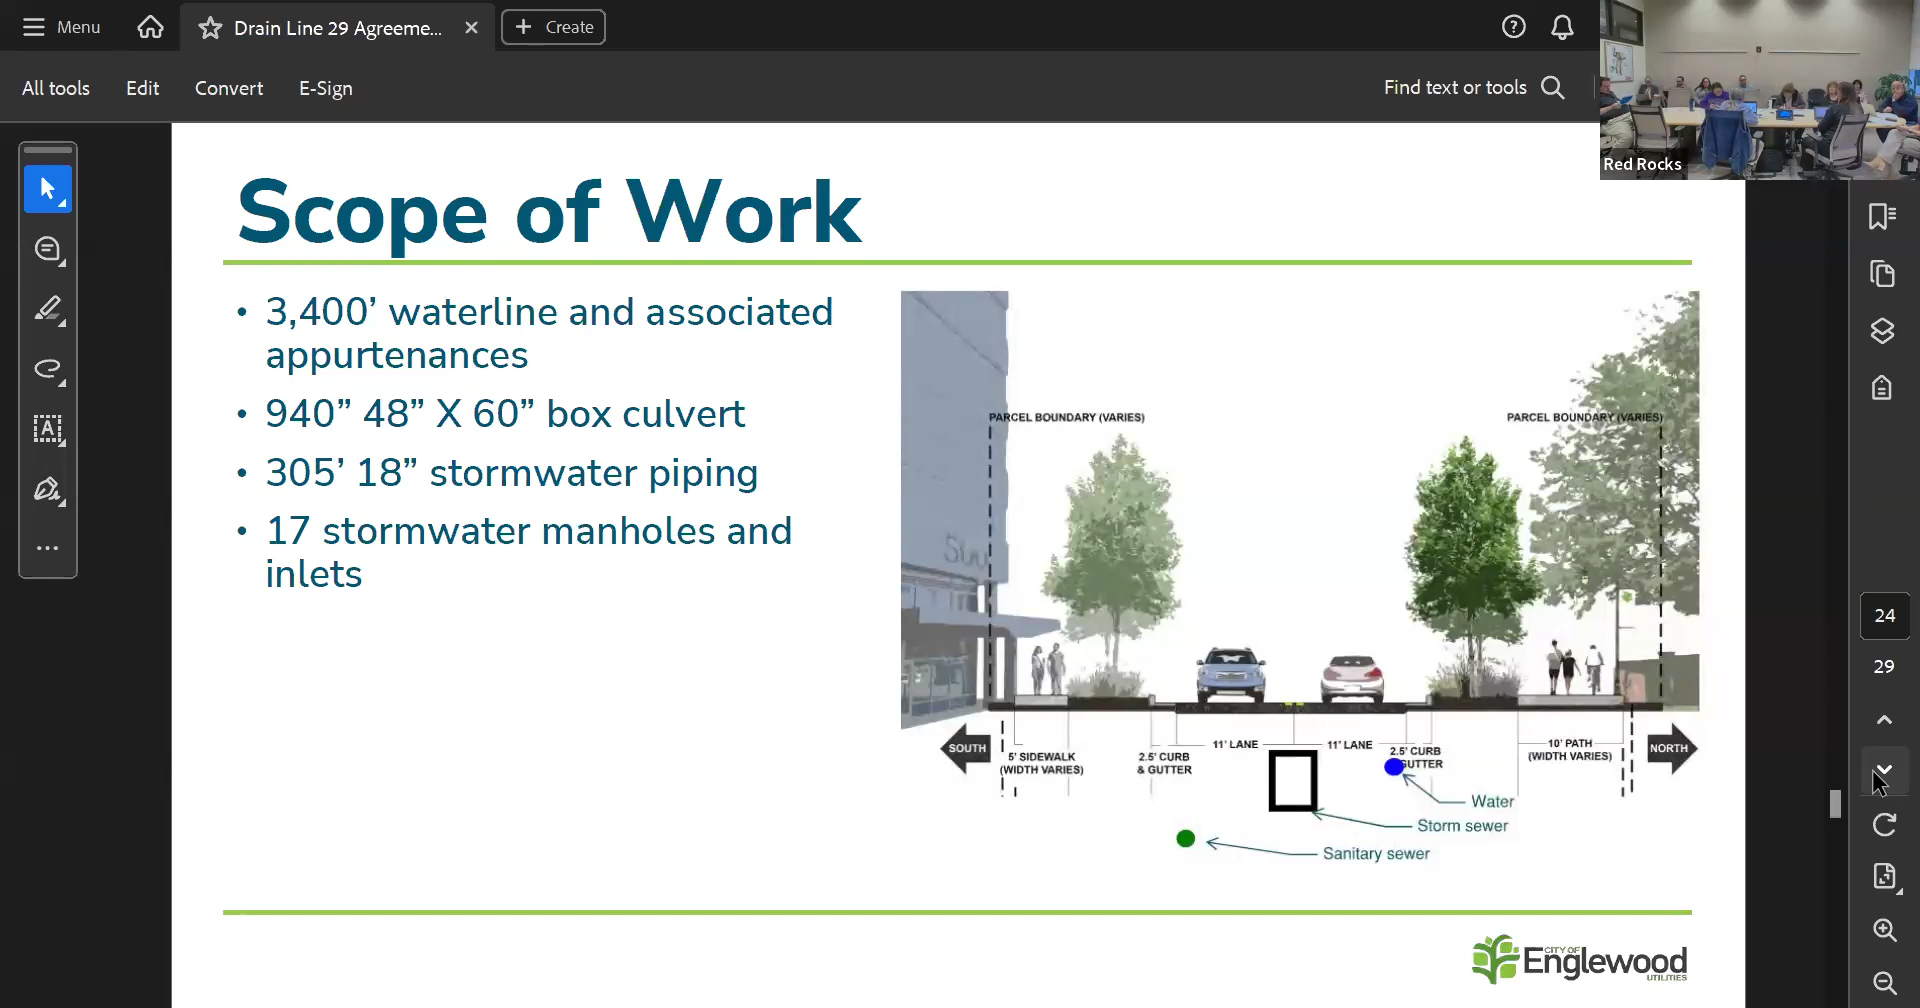 Menu
Drain Line 29 Agreeme...
Create
All tools
Edit
Convert
E-Sign
Find text or tools
Red Rocks
Scope of Work
• 3,400’ waterline and associated
appurtenances
• 940” 48” X 60” box culvert
• 305’ 18” stormwater piping
• 17 stormwater manholes and
inlets
PARCEL BOUNDARY (VARIES)
PARCEL BOUNDARY (VARIES)
SOUTH
5' SIDEWALK
(WIDTH VARIES)
2.5' CURB
& GUTTER
11' LANE
11' LANE
2.5' CURB
GUTTER
10' PATH
(WIDTH VARIES)
NORTH
Water
Storm sewer
Sanitary sewer
24
29
CITY OF
Englewood
UTILITIES